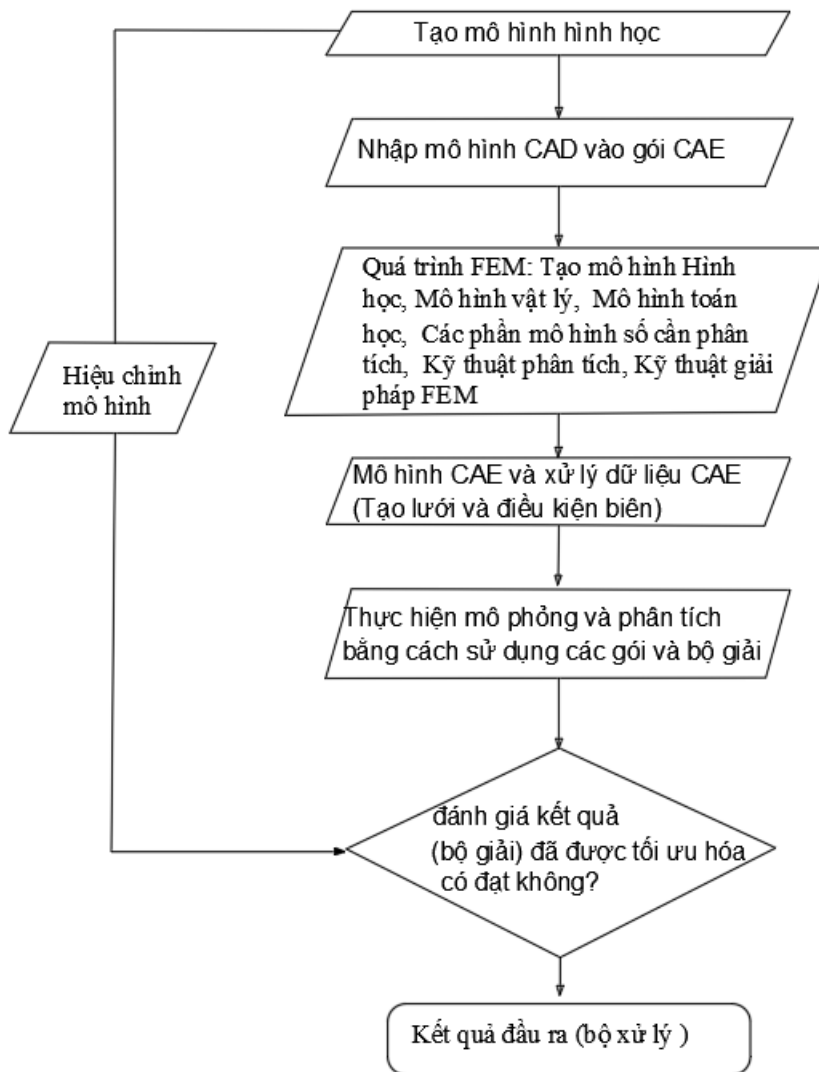 Tạo mô hình hình học
Nhập mô hình CAD vào gói CAE
Quá trình FEM: Tạo mô hình Hình
học, Mô hình vật lý, Mô hình toán
học, Các phần mô hình số cần phân
tích, Kỹ thuật phân tích, Kỹ thuật giải
pháp FEM
Hiệu chỉnh
mô hình
Mô hình CAE và xử lý dữ liệu CAE
(Tạo lưới và điều kiện biên)
Thực hiện mô phỏng và phân tích
bằng cách sử dụng các gói và bộ giải
đánh giá kết quả
(bộ giải) đã được tối ưu hóa
có đạt không?
Kết quả đầu ra (bộ xử lý )